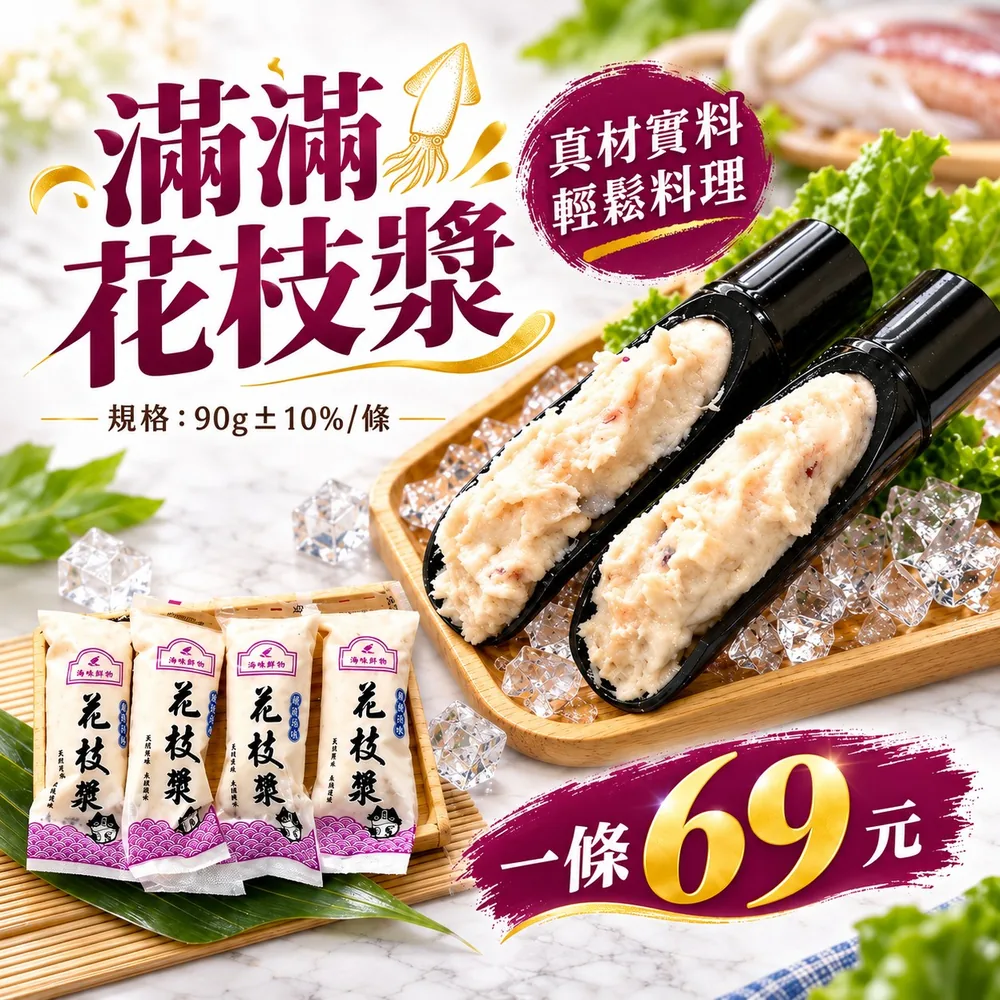 滿滿
花枝漿
規格：90g±10%/條
真材實料
輕鬆料理
海味鮮物
花枝漿
海味鮮物
花枝漿
海味鮮物
花枝漿
海味鮮物
花枝漿
一條69元